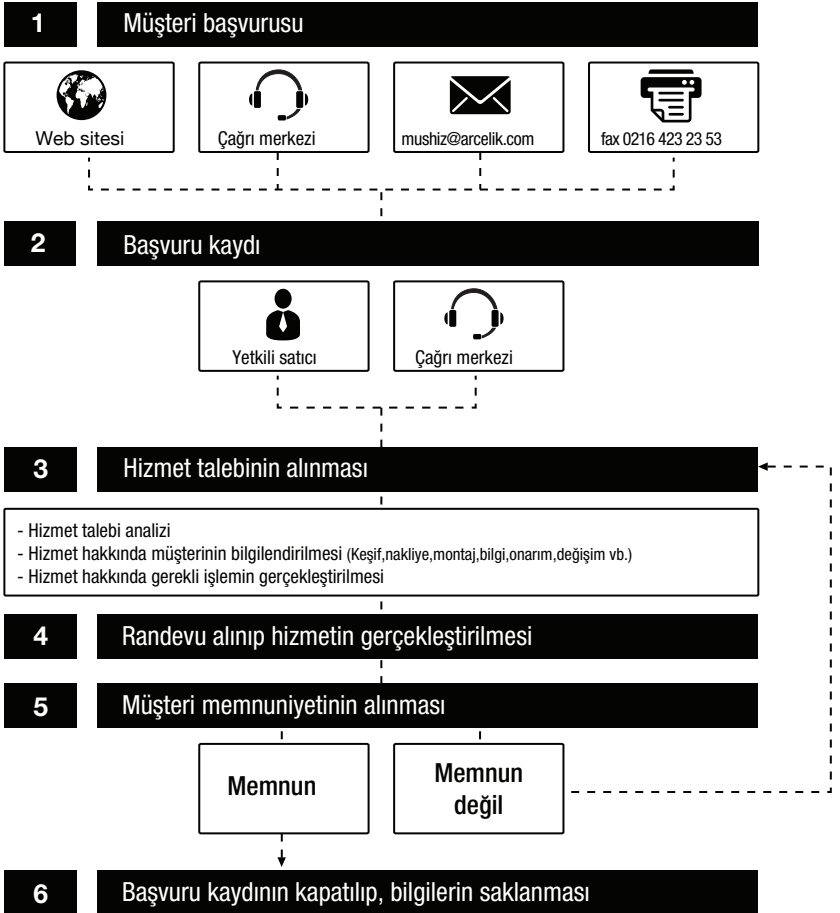 1 Müşteri başvurusu
Web sitesi
Çağrı merkezi
mushiz@arcelik.com
fax 0216 423 23 53
2 Başvuru kaydı
Yetkili satıcı
Çağrı merkezi
3 Hizmet talebinin alınması
- Hizmet talebi analizi
- Hizmet hakkında müşterinin bilgilendirilmesi (Keşif,nakliye,montaj,bilgi,onarım,değişim vb.)
- Hizmet hakkında gerekli işlemin gerçekleştirilmesi
4 Randevu alınıp hizmetin gerçekleştirilmesi
5 Müşteri memnuniyetinin alınması
Memnun
Memnun
değil
6 Başvuru kaydının kapatılıp, bilgilerin saklanması